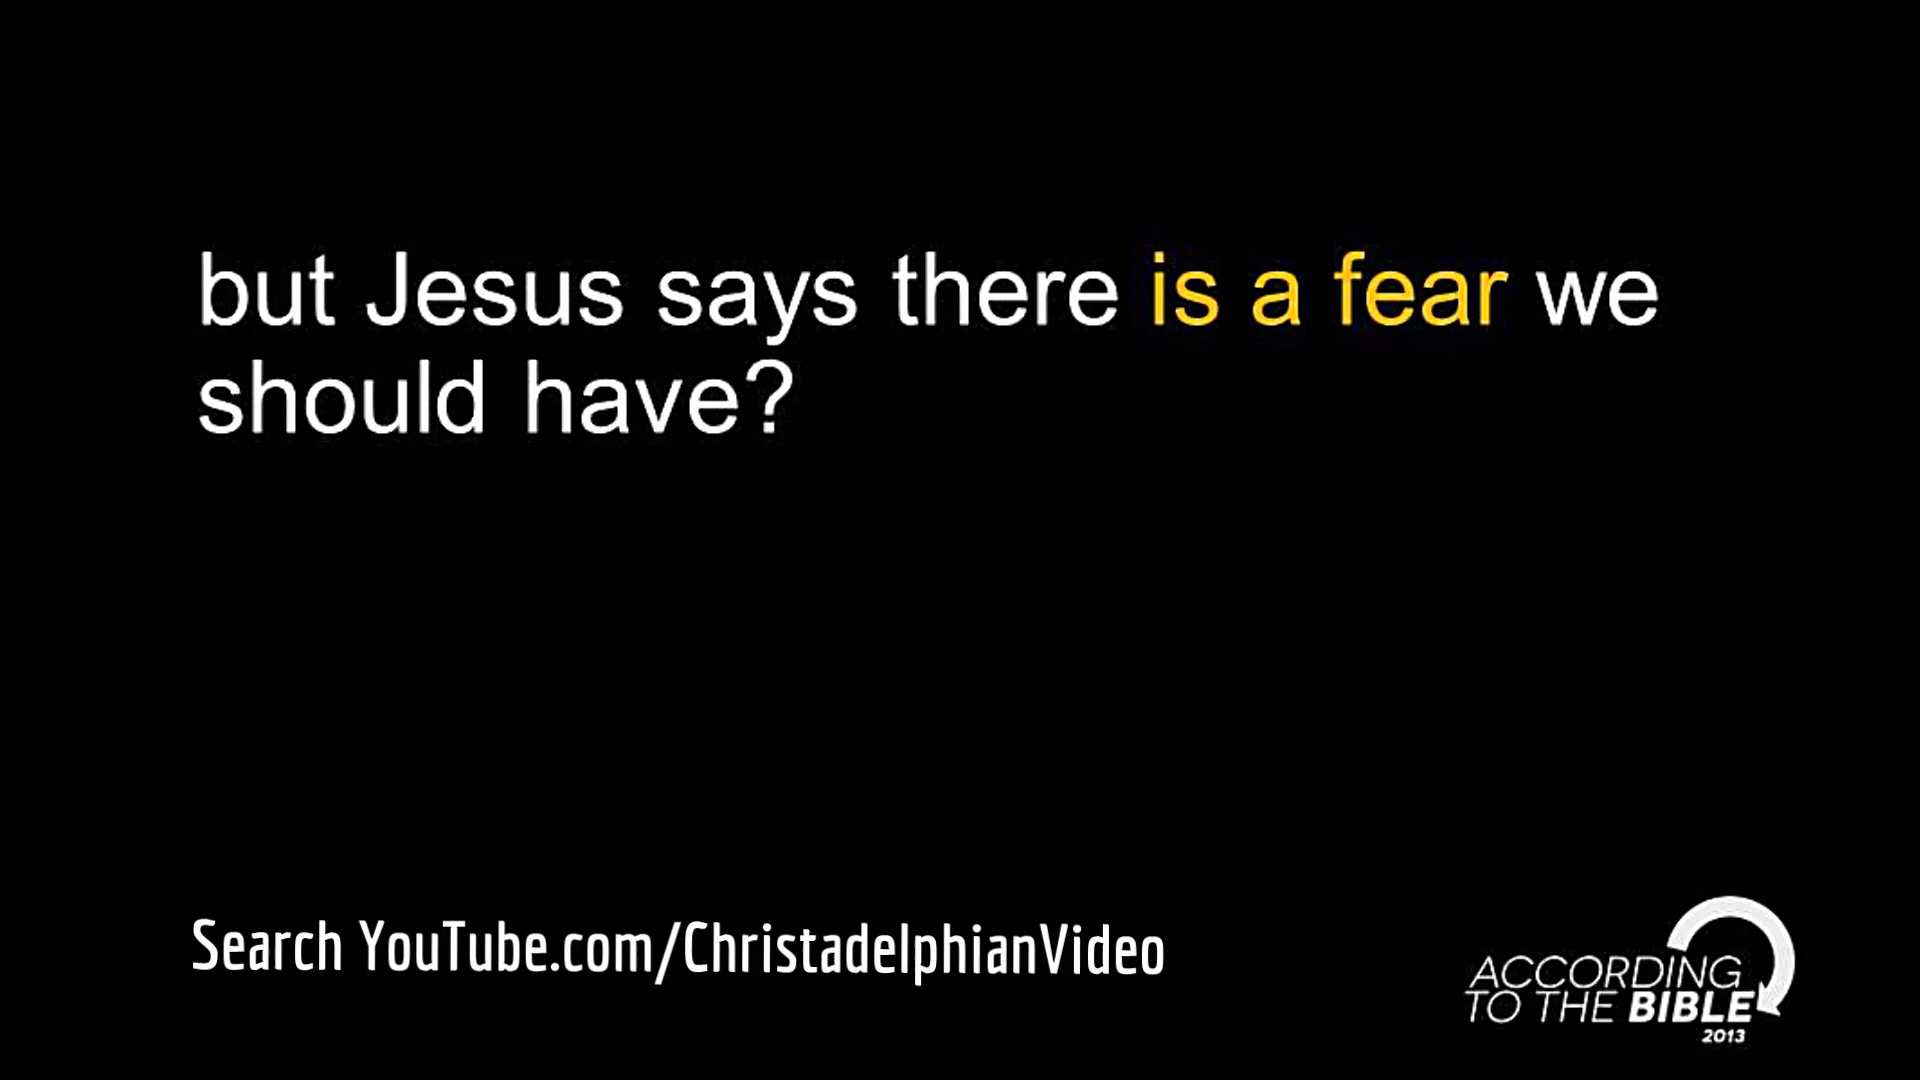 but Jesus says there is a fear we
should have?
Search YouTube.com/ChristadelphianVideo
ACCORDING
TO THE BIBLE
2013